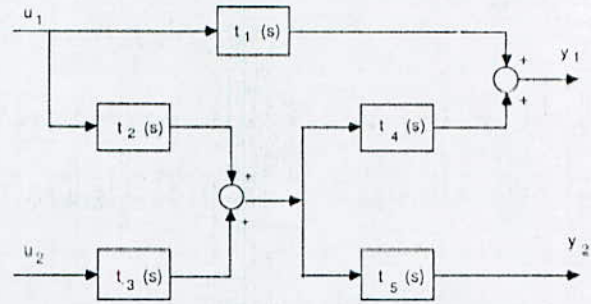 u1 t1 (s)
+ y1
+
t2 (s) t4 (s)
+
+
u2 t3 (s) t5 (s) y2